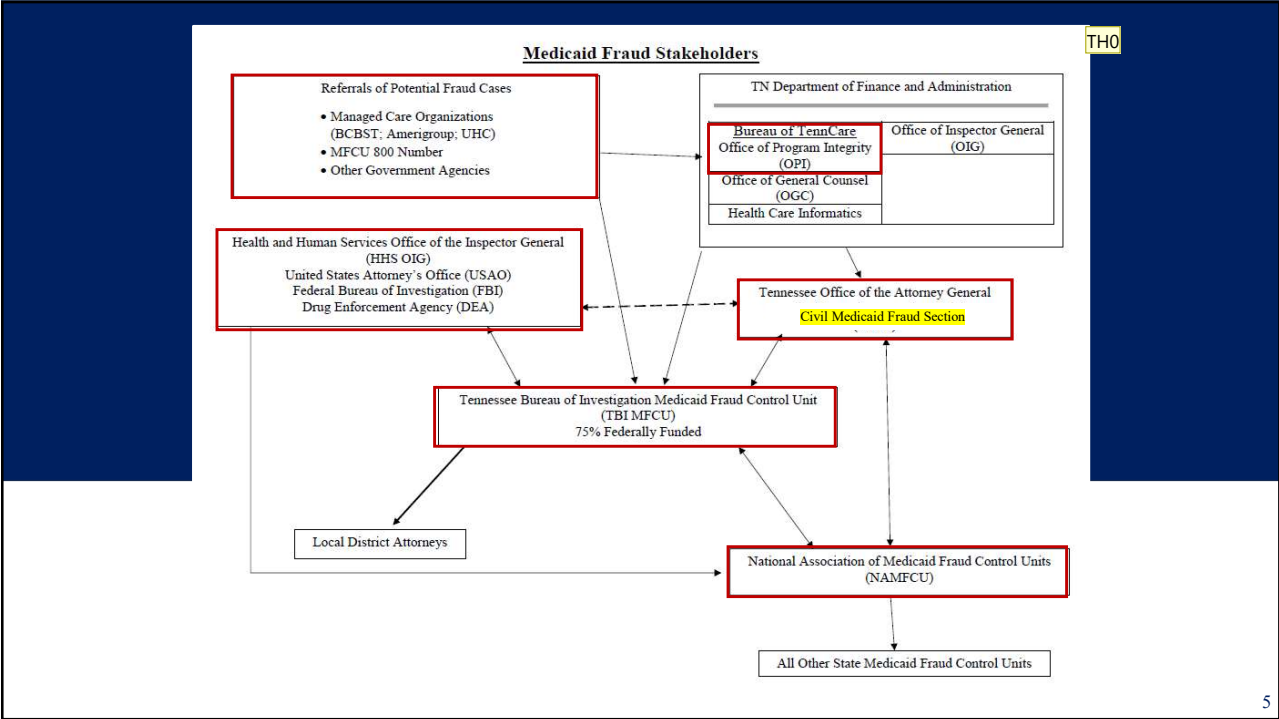 TH0
Medicaid Fraud Stakeholders
Referrals of Potential Fraud Cases
• Managed Care Organizations
(BCBST; Amerigroup; UHC)
• MFCU 800 Number
• Other Government Agencies
TN Department of Finance and Administration
Bureau of TennCare
Office of Program Integrity
(OPI)
Office of General Counsel
(OGC)
Health Care Informatics
Office of Inspector General
(OIG)
Health and Human Services Office of the Inspector General
(HHS OIG)
United States Attorney's Office (USAO)
Federal Bureau of Investigation (FBI)
Drug Enforcement Agency (DEA)
Tennessee Office of the Attorney General
Civil Medicaid Fraud Section
Tennessee Bureau of Investigation Medicaid Fraud Control Unit
(TBI MFCU)
75% Federally Funded
Local District Attorneys
National Association of Medicaid Fraud Control Units
(NAMFCU)
All Other State Medicaid Fraud Control Units
5